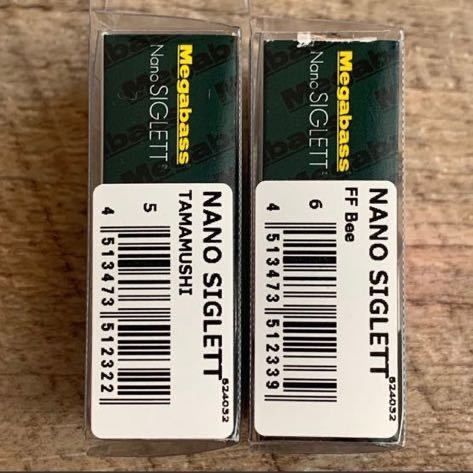 Megabass
Nano SIGLETT
NANO SIGLETT
TAMAMUSHI
5
4 513473 512322
624032
Megabass
Nano SIGLETT
NANO SIGLETT
FF Bee
6
4 513473 512339
624032